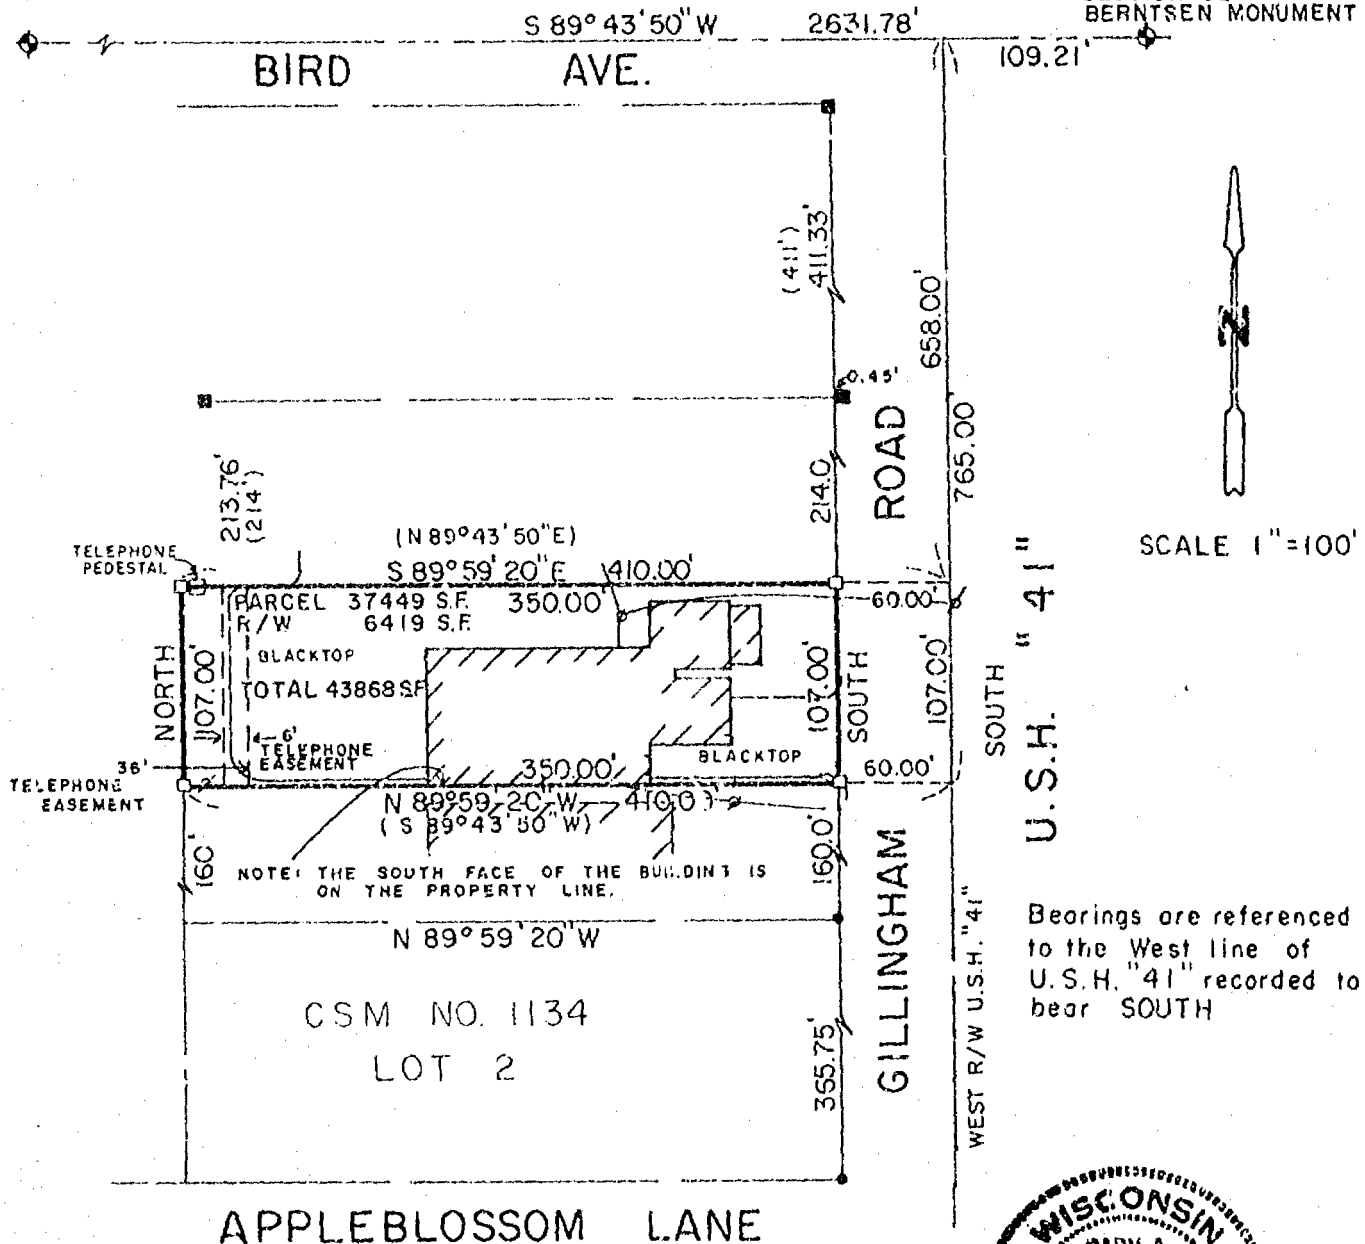 BERNTSEN MONUMENT
S 89° 43' 50" W 2631.78'
109.21'
BIRD AVE.
(411')
411.33'
658.00'
0.45'
ROAD
765.00'
213.76'
(214')
214.0
(N 89° 43' 50" E)
S 89° 59' 20" E 410.00'
TELEPHONE
PEDESTAL
3'
SCALE 1" = 100'
PARCEL 37449 S.F. 350.00'
R/W 6419 S.F.
60.00'
BLACKTOP
TOTAL 43868 SF
NORTH
107.00'
107.00'
SOUTH
107.00'
SOUTH
U.S.H. "41"
6'
TELEPHONE
EASEMENT
BLACKTOP
36'
TELEPHONE
EASEMENT
350.00'
60.00'
N 89° 59' 20" W 410.0
(S 89° 43' 50" W)
160'
160.0'
NOTE: THE SOUTH FACE OF THE BUILDING IS
ON THE PROPERTY LINE.
N 89° 59' 20" W
GILLINGHAM
WEST R/W U.S.H. "41"
Bearings are referenced
to the West line of
U.S.H. "41" recorded to
bear SOUTH
CSM NO. 1134
LOT 2
365.75'
APPLEBLOSSOM LANE
WISCONSIN